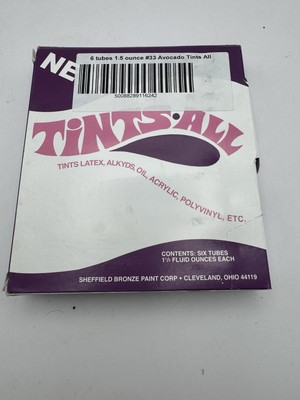 NE
6 tubes 1.5 ounce #33 Avocado Tints All
50088289116242
TiNTS·ALL
TINTS LATEX, ALKYDS, OIL, ACRYLIC, POLYVINYL, ETC.
CONTENTS: SIX TUBES
1½ FLUID OUNCES EACH
SHEFFIELD BRONZE PAINT CORP • CLEVELAND, OHIO 44119